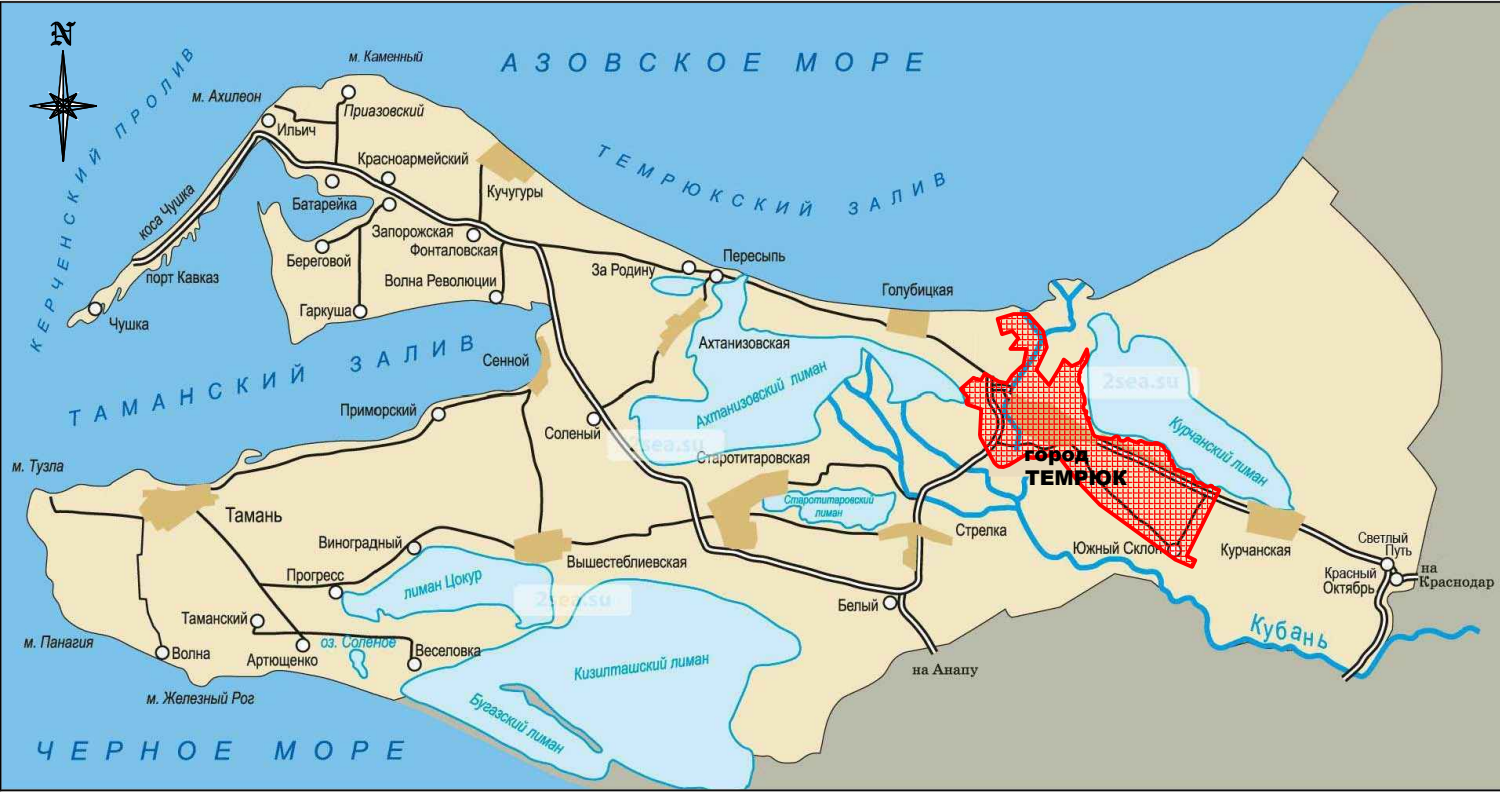 N
м. Каменный
АЗОВСКОЕ МОРЕ
КЕРЧЕНСКИЙ ПРОЛИВ
м. Ахилеон
Приазовский
Ильич
ТЕМРЮКСКИЙ ЗАЛИВ
Красноармейский
Кучугуры
коса Чушка
Батарейка
Запорожская
Фонталовская
Береговой
порт Кавказ
Волна Революции
За Родину
Пересыпь
Голубицкая
Чушка
Гаркуша
ТАМАНСКИЙ ЗАЛИВ
Сенной
Ахтанизовская
Ахтанизовский лиман
2sea.su
Приморский
Соленый
2sea.su
Курчанский лиман
город
ТЕМРЮК
м. Тузла
Старотитаровская
Старотитаровский
лиман
Тамань
Стрелка
Виноградный
Вышестеблиевская
Южный Склон
Курчанская
Светлый
Путь
на
Краснодар
Красный
Октябрь
Прогресс
лиман Цокур
2sea.su
Белый
Таманский
Кубань
м. Панагия
Волна
Артющенко
оз. Соленое
Веселовка
Кизилташский лиман
на Анапу
м. Железный Рог
Бугазский лиман
ЧЕРНОЕ МОРЕ